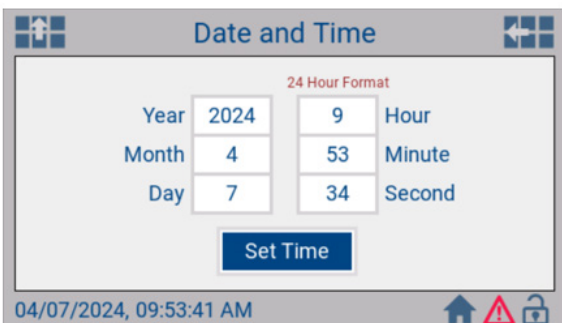 Date and Time
24 Hour Format
Year 2024 9 Hour
Month 4 53 Minute
Day 7 34 Second
Set Time
04/07/2024, 09:53:41 AM